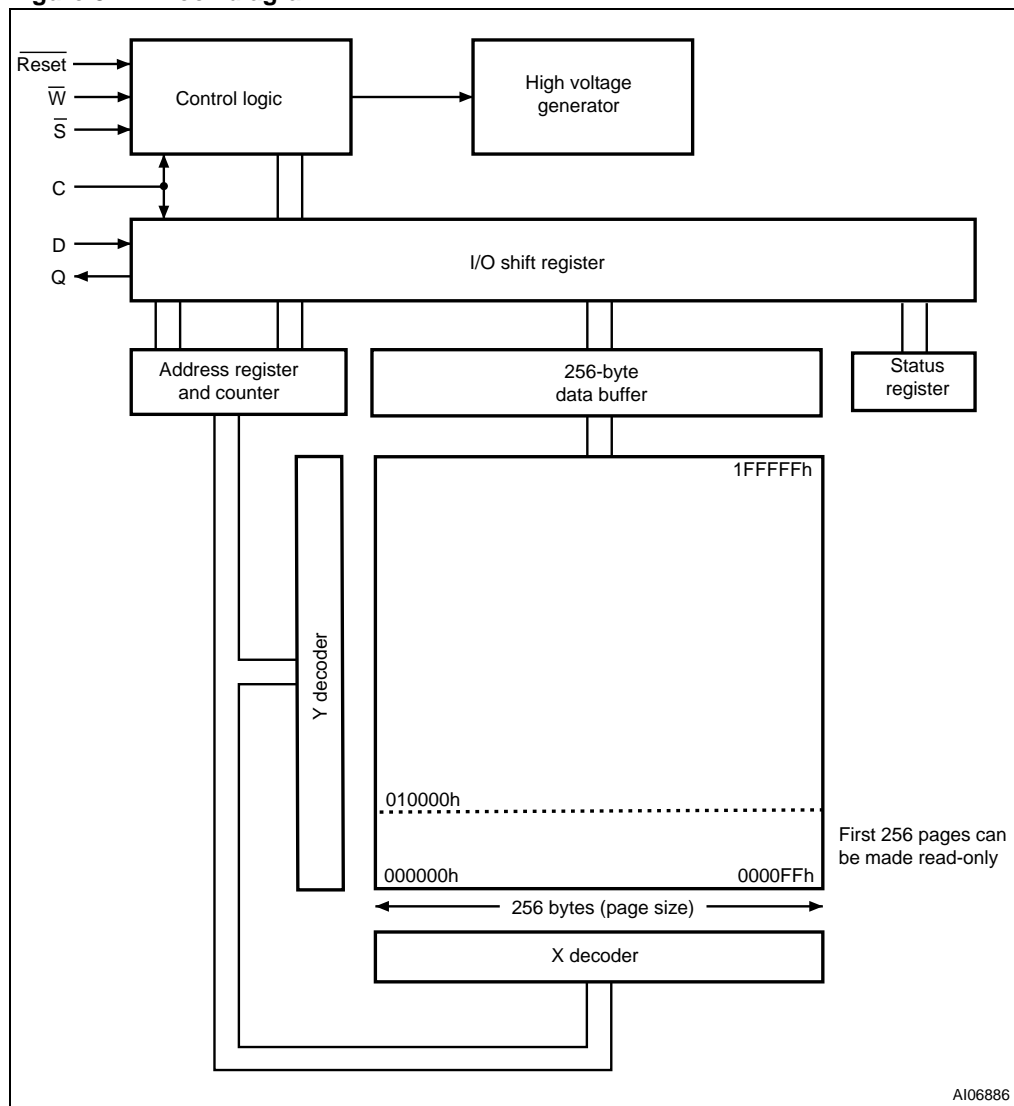 Reset
W
S
C
D
Q
Control logic
High voltage
generator
I/O shift register
Address register
and counter
256-byte
data buffer
Status
register
1FFFFFh
Y decoder
010000h
First 256 pages can
be made read-only
000000h
0000FFh
256 bytes (page size)
X decoder
AI06886